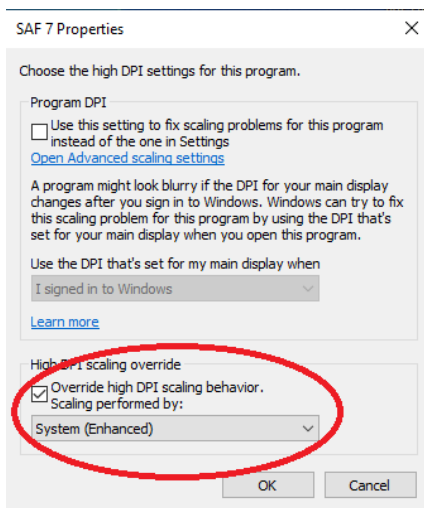 SAF 7 Properties
Choose the high DPI settings for this program.
Program DPI
Use this setting to fix scaling problems for this program
instead of the one in Settings
Open Advanced scaling settings
A program might look blurry if the DPI for your main display
changes after you sign in to Windows. Windows can try to fix
this scaling problem for this program by using the DPI that's
set for your main display when you open this program.
Use the DPI that's set for my main display when
I signed in to Windows
Learn more
High DPI scaling override
Override high DPI scaling behavior.
Scaling performed by:
System (Enhanced)
OK Cancel